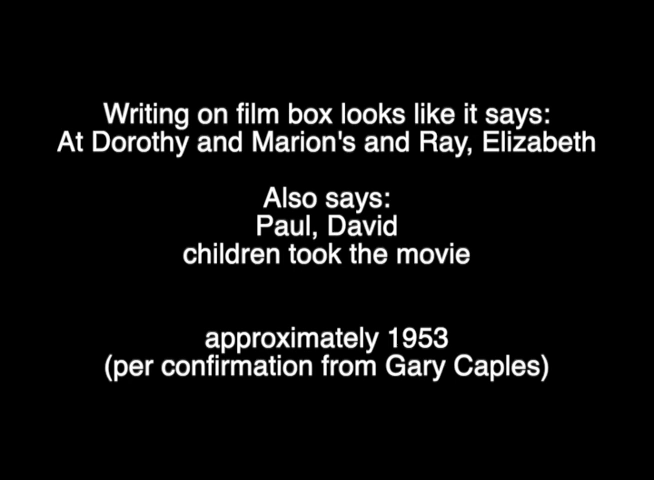 Writing on film box looks like it says:
At Dorothy and Marion's and Ray, Elizabeth
Also says:
Paul, David
children took the movie
approximately 1953
(per confirmation from Gary Caples)